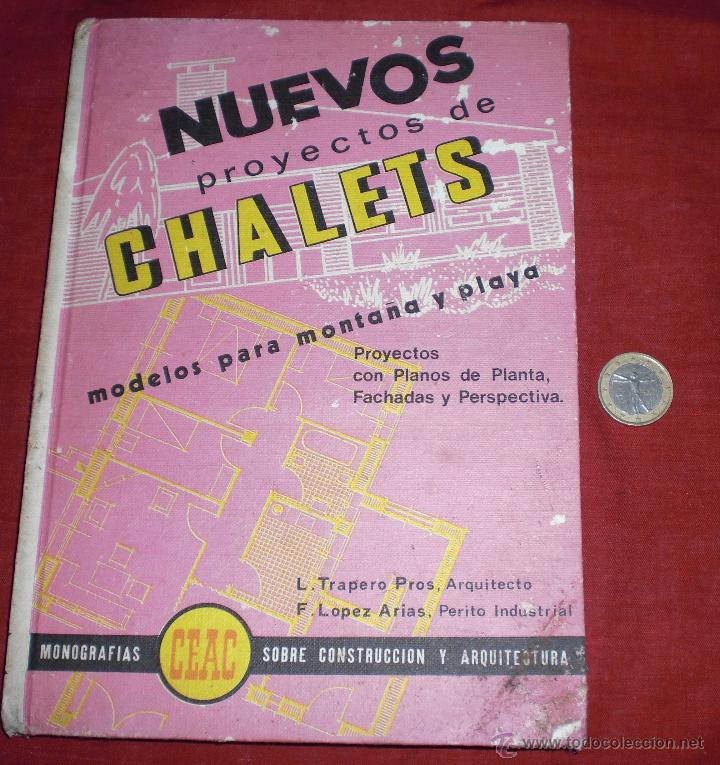 NUEVOS
proyectos de
CHALETS
modelos para montaña y playa
Proyectos
con Planos de Planta,
Fachadas y Perspectiva.
L. Trapero Pros, Arquitecto
F. Lopez Arias, Perito Industrial
MONOGRAFIAS CEAC SOBRE CONSTRUCCION Y ARQUITECTURA
© www.todocoleccion.net